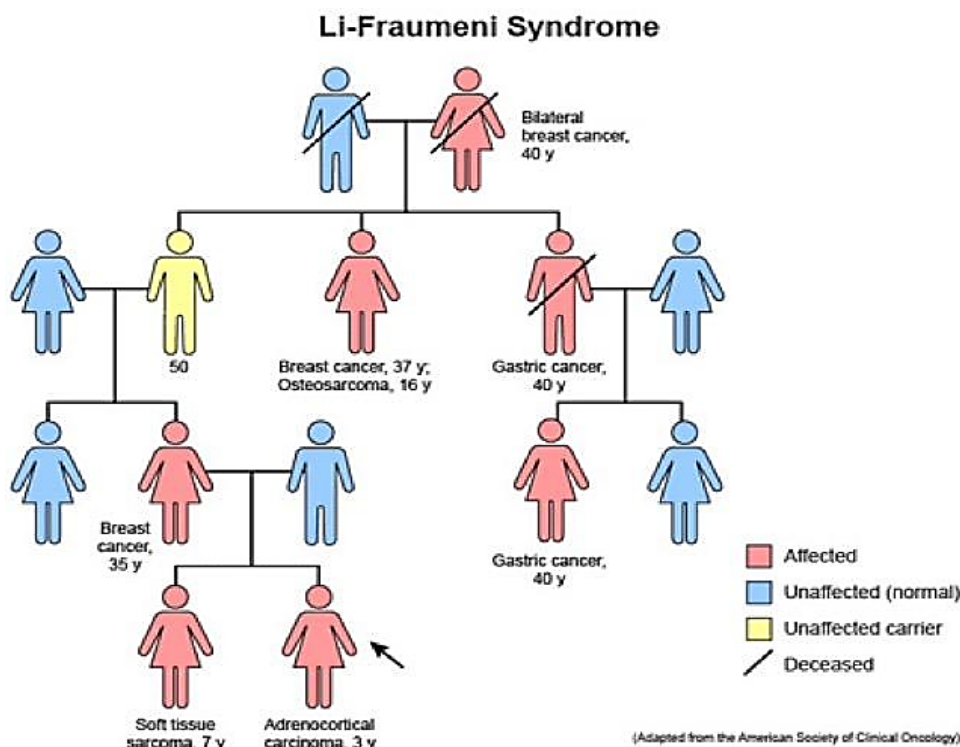 Li-Fraumeni Syndrome
Bilateral
breast cancer,
40 y
50
Breast cancer, 37 y;
Osteosarcoma, 16 y
Gastric cancer,
40 y
Breast
cancer,
35 y
Gastric cancer,
40 y
Soft tissue
sarcoma, 7 y
Adrenocortical
carcinoma, 3 y
Affected
Unaffected (normal)
Unaffected carrier
Deceased
(Adapted from the American Society of Clinical Oncology)